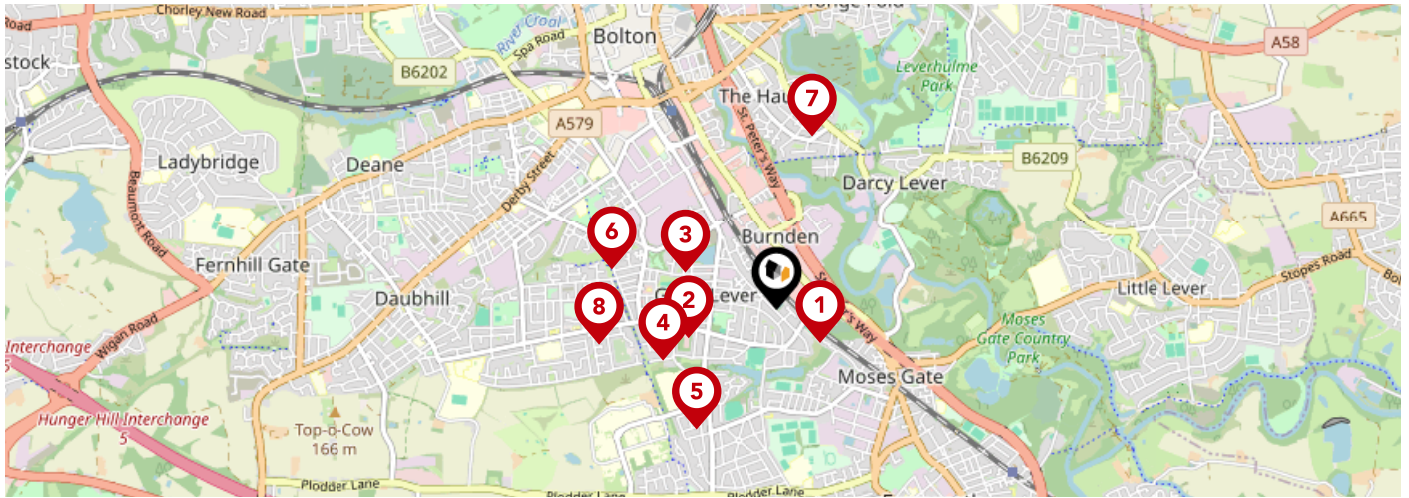 Road
Chorley New Road
River Croal
Spa Road
Bolton
A58
stock
B6202
Leverhulme
Park
The Hau
7
A579
St. Peter's Way
Ladybridge
Deane
B6209
Darcy Lever
Derby Street
Beaumont Road
A665
6
3
Burnden
Fernhill Gate
Stopes Road
Little Lever
Daubhill
8
2
Lever
1
4
Moses
Gate Country
Park
Wigan Road
Interchange
5
Moses Gate
5
Hunger Hill Interchange
5
Top-o-Cow
166 m
Plodder Lane
Plodder Lane
Plodder Lane